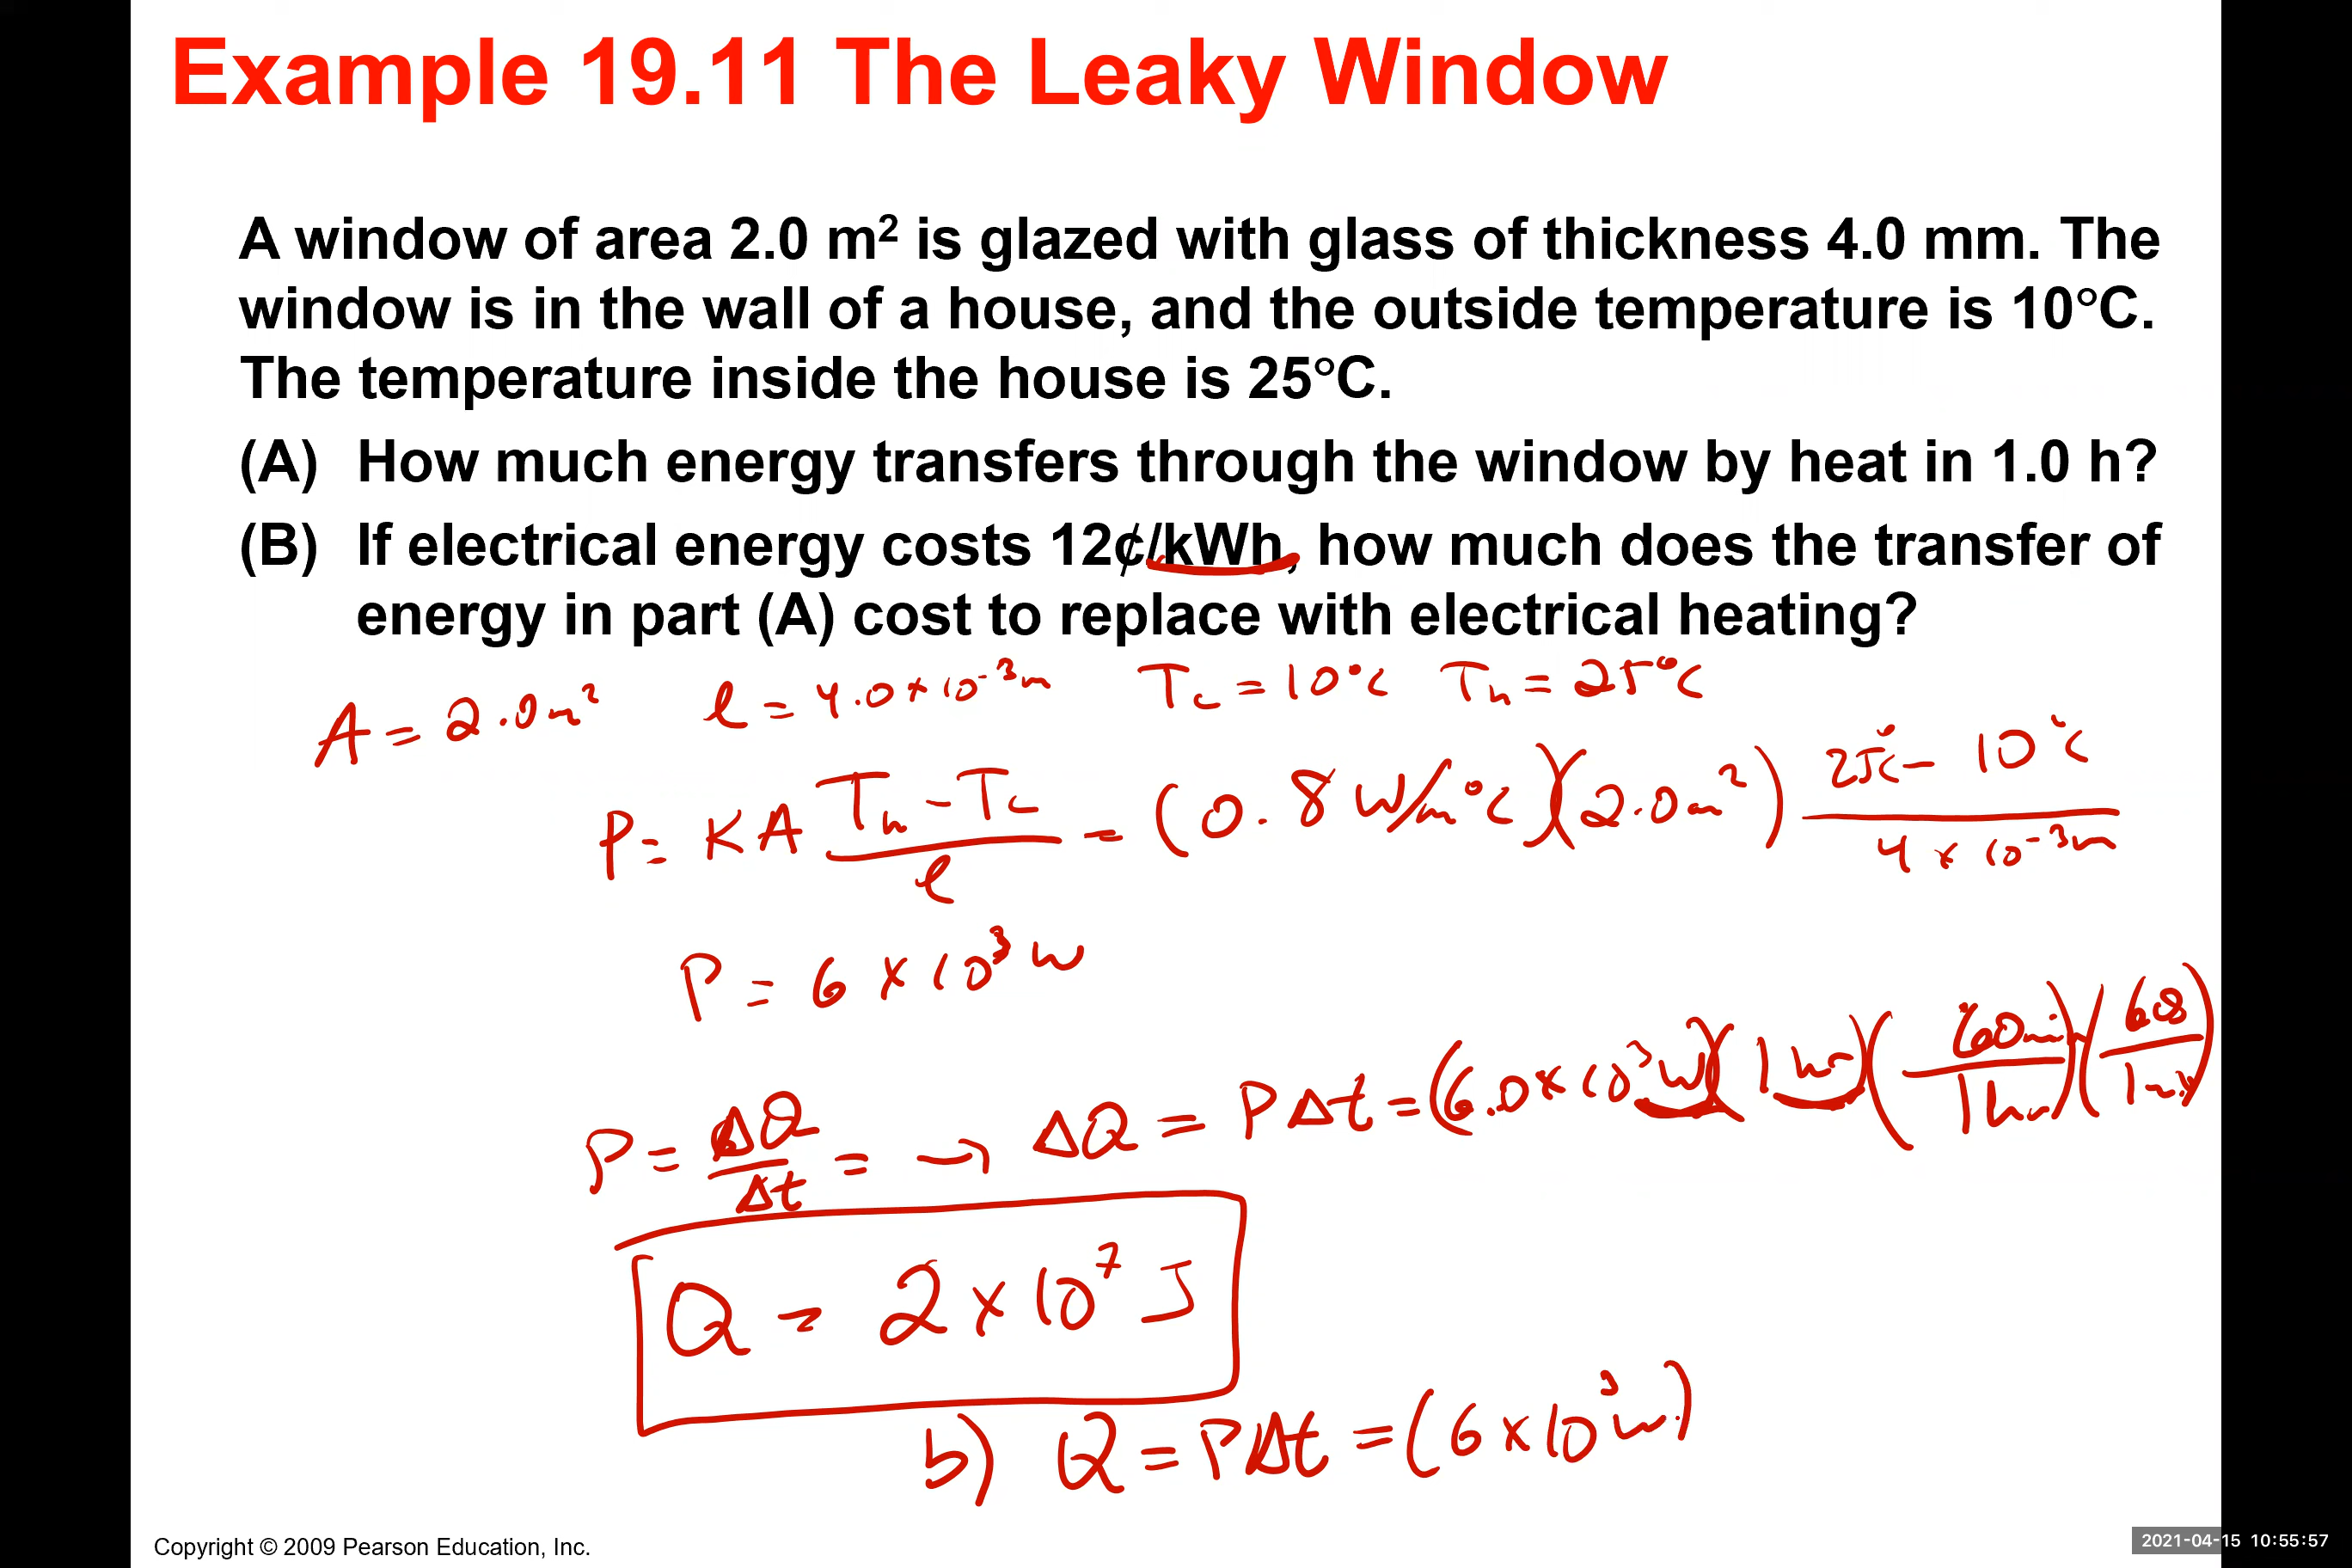 Example 19.11 The Leaky Window
A window of area 2.0 m² is glazed with glass of thickness 4.0 mm. The
window is in the wall of a house, and the outside temperature is 10°C.
The temperature inside the house is 25°C.
(A) How much energy transfers through the window by heat in 1.0 h?
(B) If electrical energy costs 12¢/kWh, how much does the transfer of
energy in part (A) cost to replace with electrical heating?
A = 2.0m² l = 4.0 × 10⁻³m Tc = 10°C Th = 25°C
P = KA (Th - Tc)/l = (0.8 W/m°C)(2.0m²) (25°C - 10°C)/(4 × 10⁻³m)
P = 6 × 10³ W
P = ΔQ/Δt = → ΔQ = PΔt = (6.0 × 10³ W)(1 hr)(60min/1hr)(60s/1min)
Q = 2 × 10⁷ J
b) Q = PΔt = (6 × 10³ W)
Copyright © 2009 Pearson Education, Inc.
2021-04-15 10:55:57